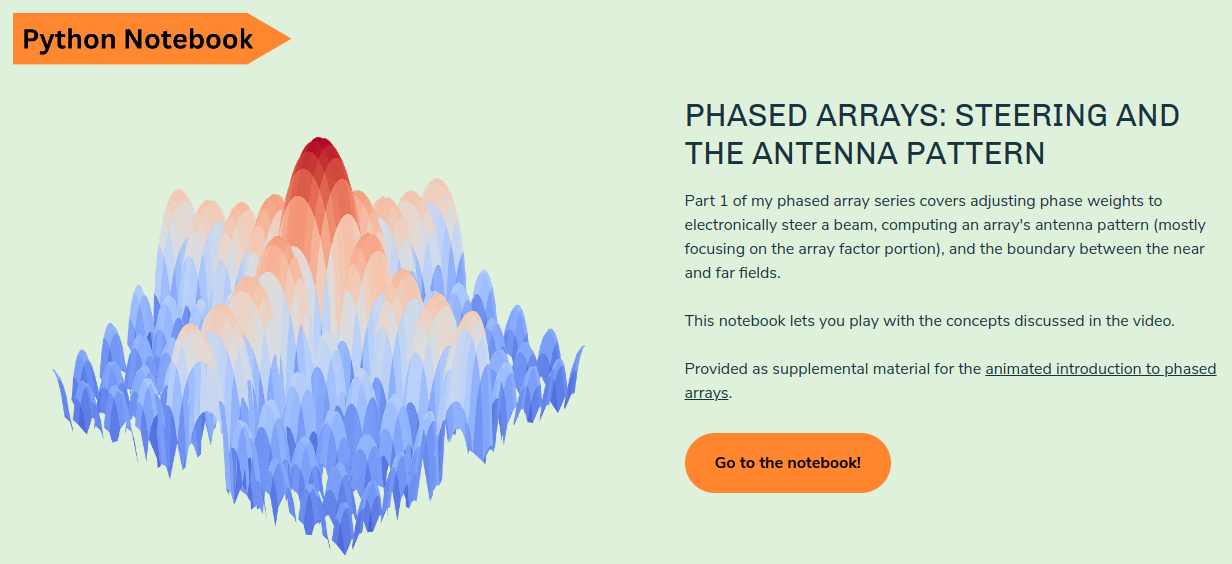 Python Notebook
PHASED ARRAYS: STEERING AND
THE ANTENNA PATTERN
Part 1 of my phased array series covers adjusting phase weights to
electronically steer a beam, computing an array's antenna pattern (mostly
focusing on the array factor portion), and the boundary between the near
and far fields.
This notebook lets you play with the concepts discussed in the video.
Provided as supplemental material for the animated introduction to phased
arrays.
Go to the notebook!